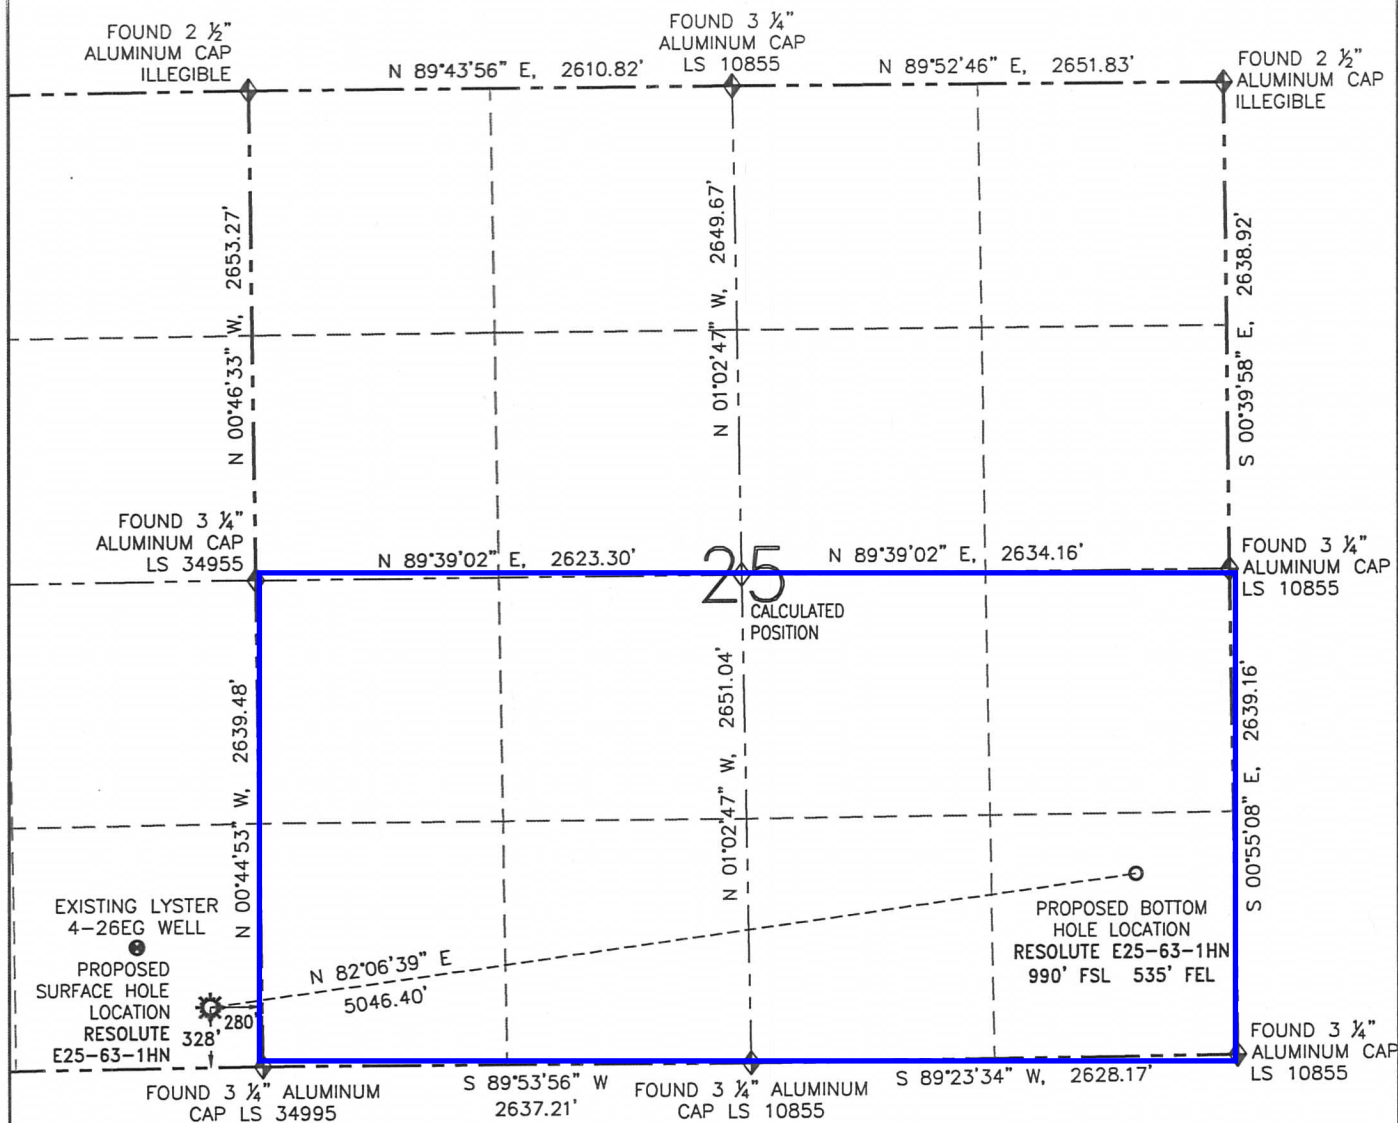 FOUND 2 ½"
ALUMINUM CAP
ILLEGIBLE
FOUND 3 ¼"
ALUMINUM CAP
LS 10855
FOUND 2 ½"
ALUMINUM CAP
ILLEGIBLE
N 89°43'56" E, 2610.82'
N 89°52'46" E, 2651.83'
N 00°46'33" W, 2653.27'
N 01°02'47" W, 2649.67'
S 00°39'58" E, 2638.92'
FOUND 3 ¼"
ALUMINUM CAP
LS 34955
N 89°39'02" E, 2623.30'
25
N 89°39'02" E, 2634.16'
FOUND 3 ¼"
ALUMINUM CAP
LS 10855
CALCULATED
POSITION
N 00°44'53" W, 2639.48'
N 01°02'47" W, 2651.04'
S 00°55'08" E, 2639.16'
EXISTING LYSTER
4-26EG WELL
PROPOSED
SURFACE HOLE
LOCATION
RESOLUTE
E25-63-1HN
328'
280'
N 82°06'39" E
5046.40'
PROPOSED BOTTOM
HOLE LOCATION
RESOLUTE E25-63-1HN
990' FSL 535' FEL
FOUND 3 ¼" ALUMINUM
CAP LS 34995
S 89°53'56" W
2637.21'
FOUND 3 ¼" ALUMINUM
CAP LS 10855
S 89°23'34" W, 2628.17'
FOUND 3 ¼"
ALUMINUM CAP
LS 10855